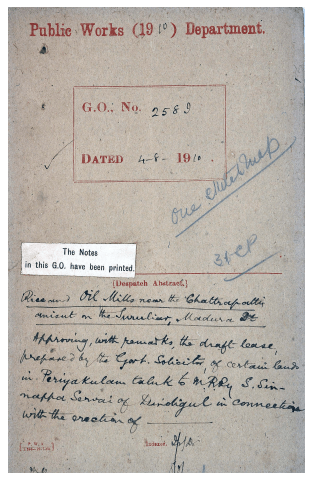 Public Works (1910) Department.
G.O., No. 2589
DATED 4-8-1910.
one sketch map.
The Notes
in this G.O. have been printed.
[Despatch Abstract.]
Rice and Oil Mills near the Chattrapatti
anicut on the Suruliar, Madura Dt
Approving, with remarks, the draft lease,
prepared by the Govt. Solicitor, of certain lands
in Periyakulam taluk to M.R.Ry S. Sin-
nappa Servai of Dindigul in connection
with the erection of